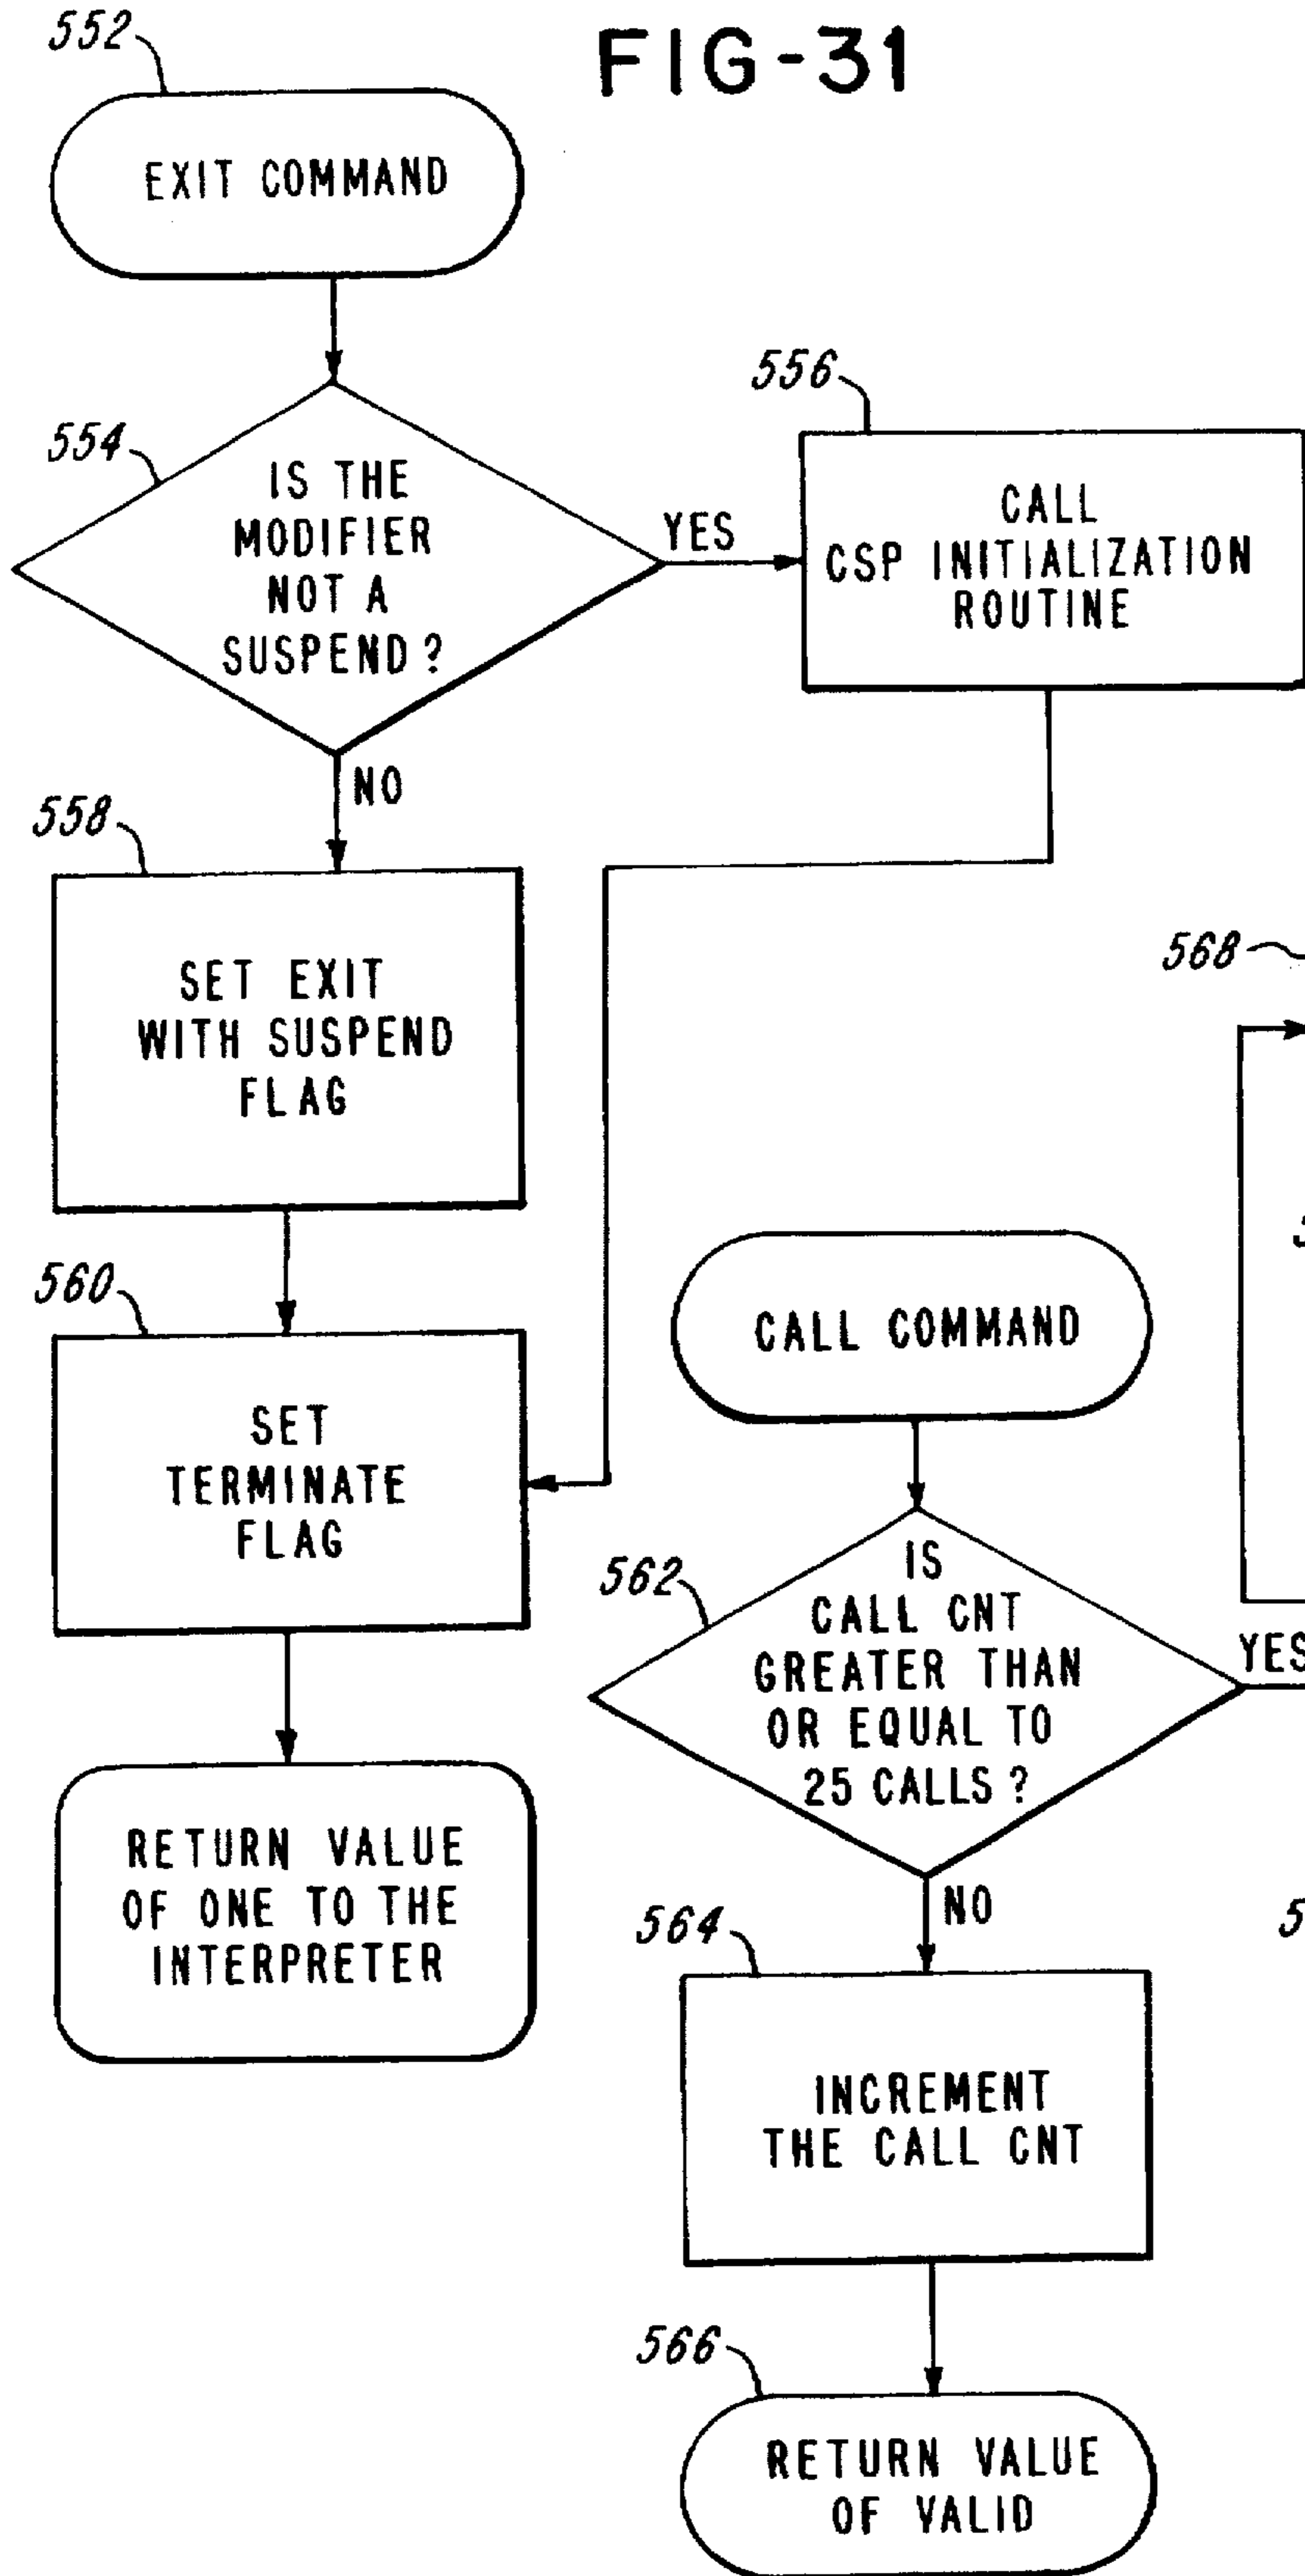 FIG-31
552
EXIT COMMAND
554
IS THE
MODIFIER
NOT A
SUSPEND?
YES
556
CALL
CSP INITIALIZATION
ROUTINE
NO
558
SET EXIT
WITH SUSPEND
FLAG
560
SET
TERMINATE
FLAG
RETURN VALUE
OF ONE TO THE
INTERPRETER
568
CALL COMMAND
562
IS
CALL CNT
GREATER THAN
OR EQUAL TO
25 CALLS?
YES
NO
564
INCREMENT
THE CALL CNT
566
RETURN VALUE
OF VALID